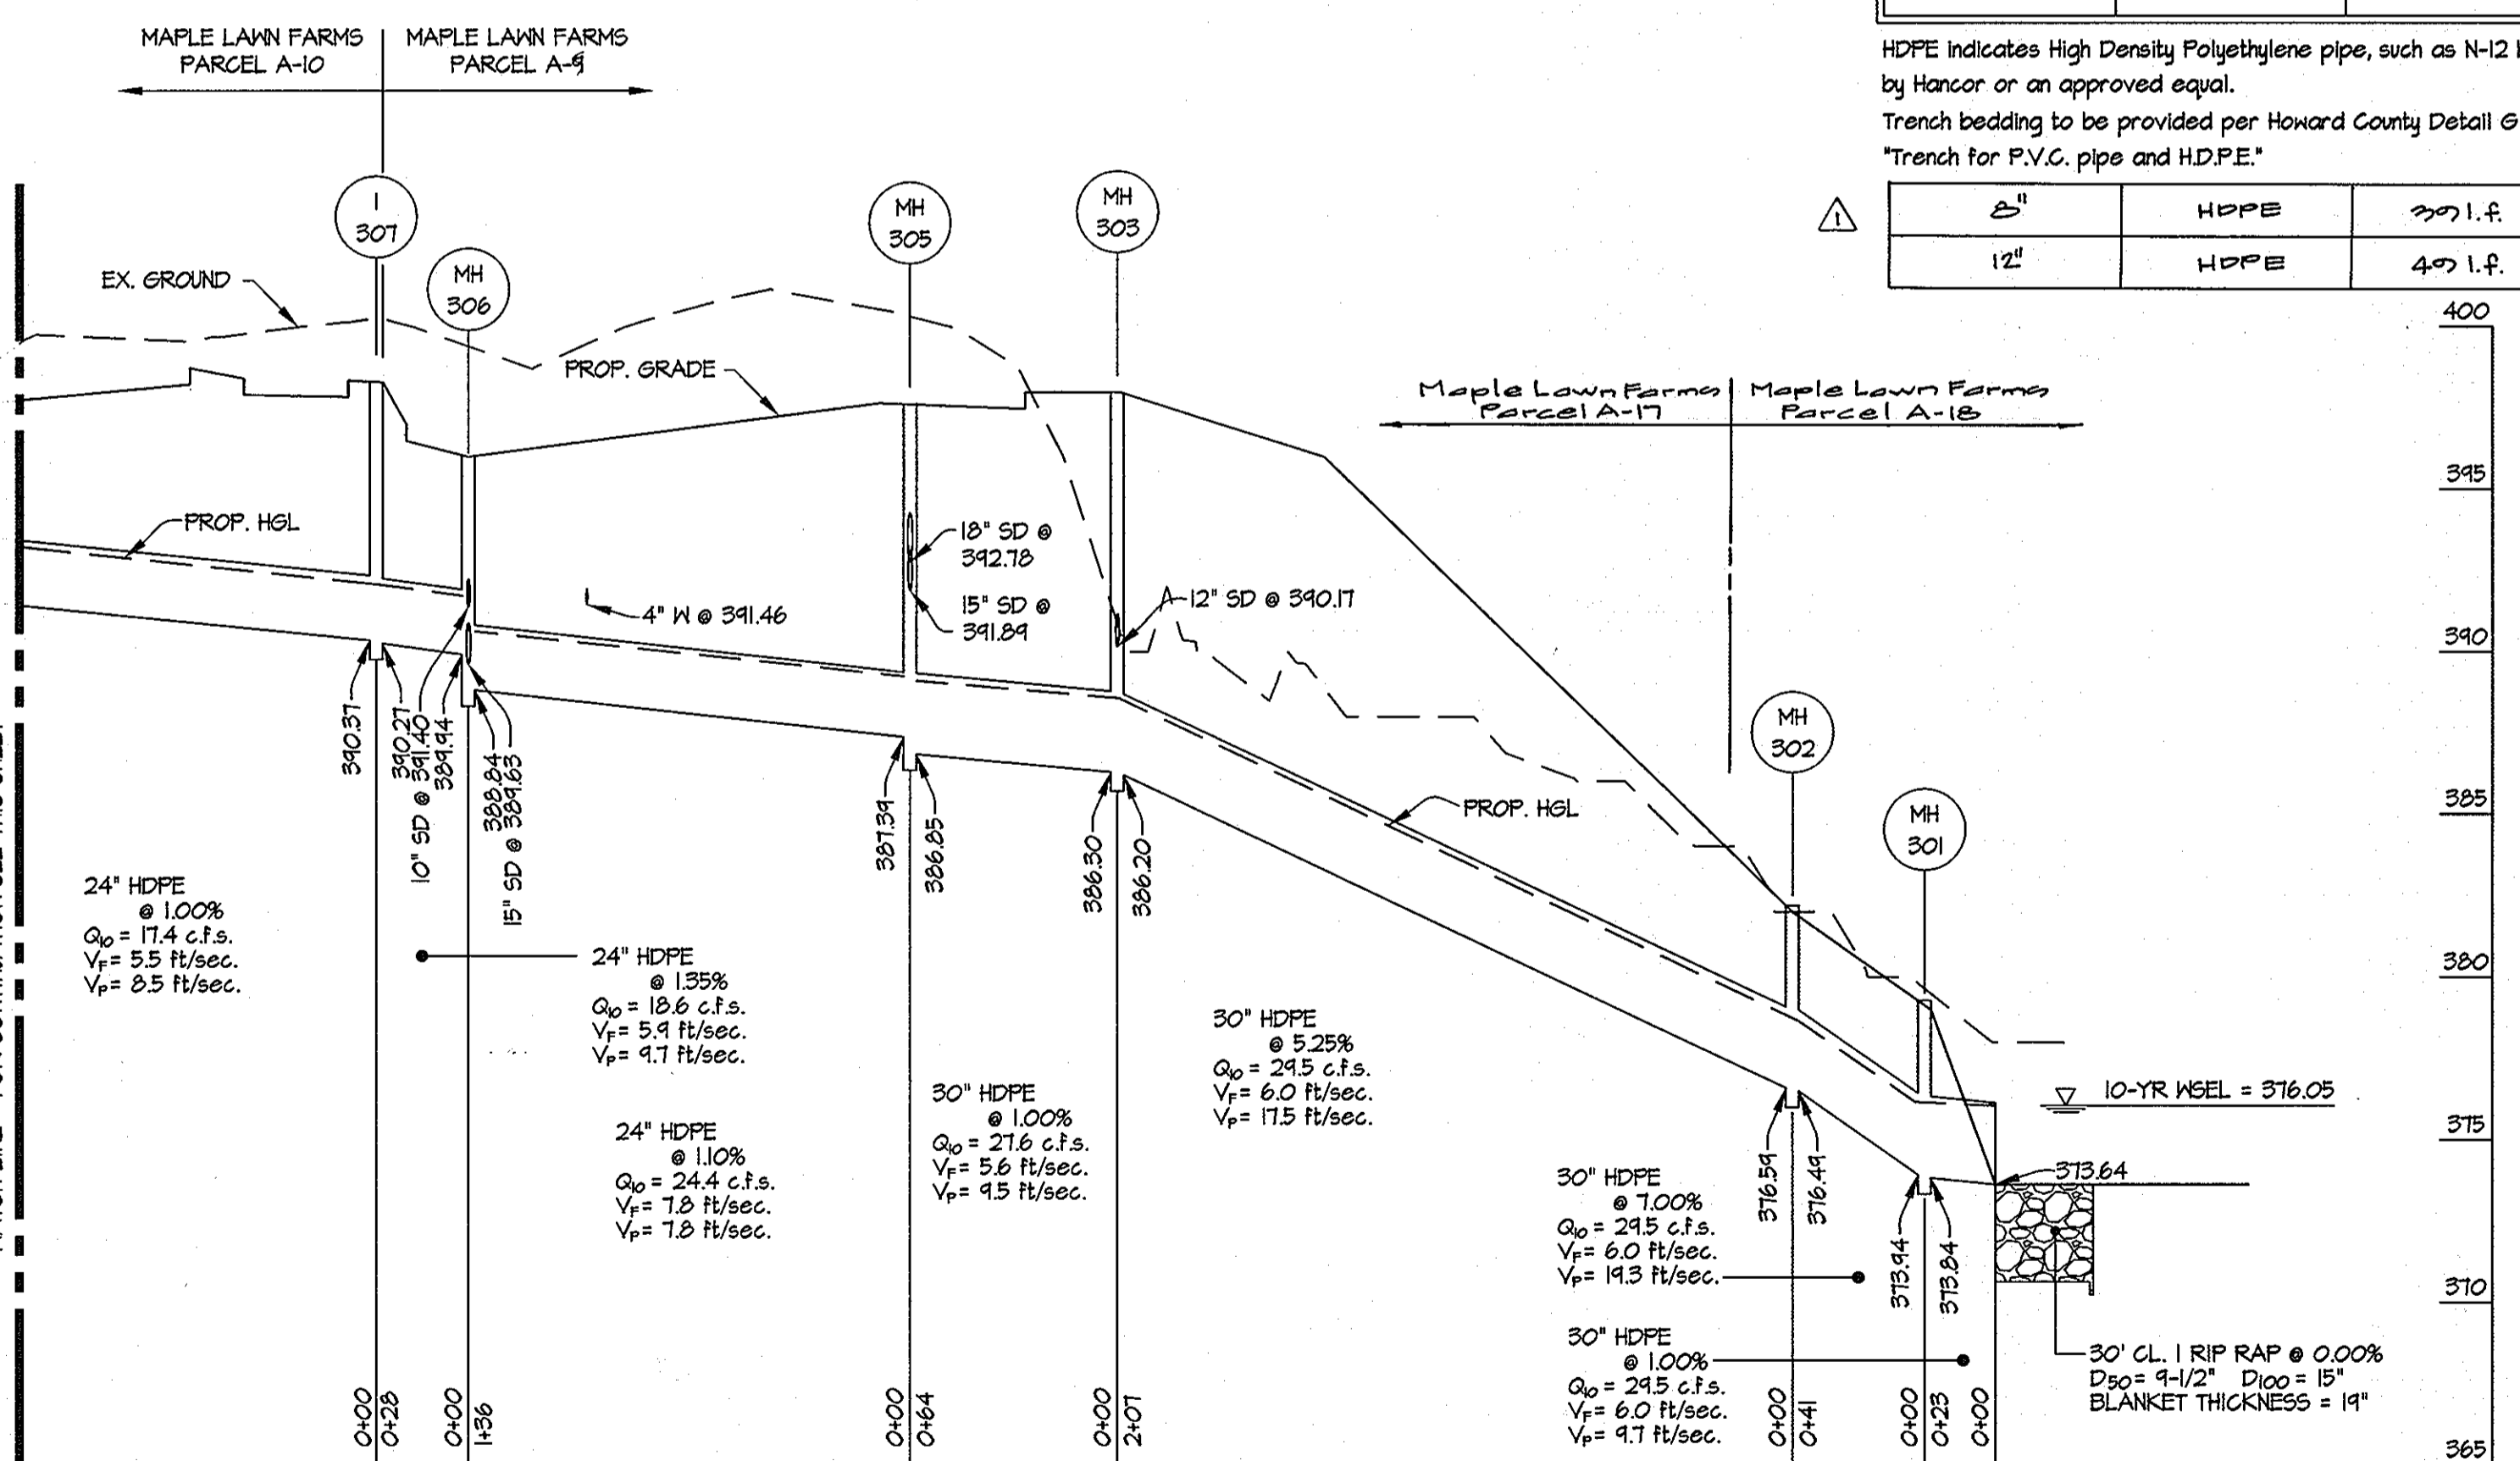 MAPLE LAWN FARMS
PARCEL A-10
MAPLE LAWN FARMS
PARCEL A-9
HDPE indicates High Density Polyethylene pipe, such as N-12
by Hancor or an approved equal.
Trench bedding to be provided per Howard County Detail G
"Trench for P.V.C. pipe and H.D.P.E."
1
8" HDPE 39 l.f.
12" HDPE 49 l.f.
I
307
MH
306
MH
305
MH
303
EX. GROUND
PROP. GRADE
PROP. HGL
Maple Lawn Farms
Parcel A-17
Maple Lawn Farms
Parcel A-18
400
395
390
385
380
375
370
365
18" SD @
392.78
15" SD @
391.89
4" W @ 391.46
12" SD @ 390.17
MH
302
MH
301
PROP. HGL
390.37
390.27
10" SD @ 391.40
389.94
388.84
15" SD @ 389.63
387.39
386.85
386.30
386.20
376.59
376.49
373.94
373.84
24" HDPE
@ 1.00%
Q10 = 17.4 c.f.s.
VF= 5.5 ft/sec.
VP= 8.5 ft/sec.
24" HDPE
@ 1.35%
Q10 = 18.6 c.f.s.
VF= 5.9 ft/sec.
VP= 9.7 ft/sec.
24" HDPE
@ 1.10%
Q10 = 24.4 c.f.s.
VF= 7.8 ft/sec.
VP= 7.8 ft/sec.
30" HDPE
@ 1.00%
Q10 = 27.6 c.f.s.
VF= 5.6 ft/sec.
VP= 9.5 ft/sec.
30" HDPE
@ 5.25%
Q10 = 29.5 c.f.s.
VF= 6.0 ft/sec.
VP= 17.5 ft/sec.
30" HDPE
@ 7.00%
Q10 = 29.5 c.f.s.
VF= 6.0 ft/sec.
VP= 19.3 ft/sec.
30" HDPE
@ 1.00%
Q10 = 29.5 c.f.s.
VF= 6.0 ft/sec.
VP= 9.7 ft/sec.
10-YR WSEL = 376.05
373.64
30' CL. I RIP RAP @ 0.00%
D50= 9-1/2" D100 = 15"
BLANKET THICKNESS = 19"
0+00
0+28
0+00
1+36
0+00
0+64
0+00
2+07
0+00
0+41
0+00
0+23
0+00